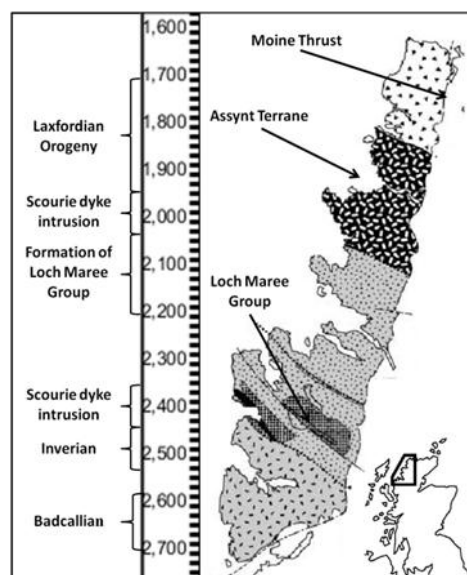 Laxfordian
Orogeny
Scourie dyke
intrusion
Formation of
Loch Maree
Group
Scourie dyke
intrusion
Inverian
Badcallian
1,600
1,700
1,800
1,900
2,000
2,100
2,200
2,300
2,400
2,500
2,600
2,700
Moine Thrust
Assynt Terrane
Loch Maree
Group